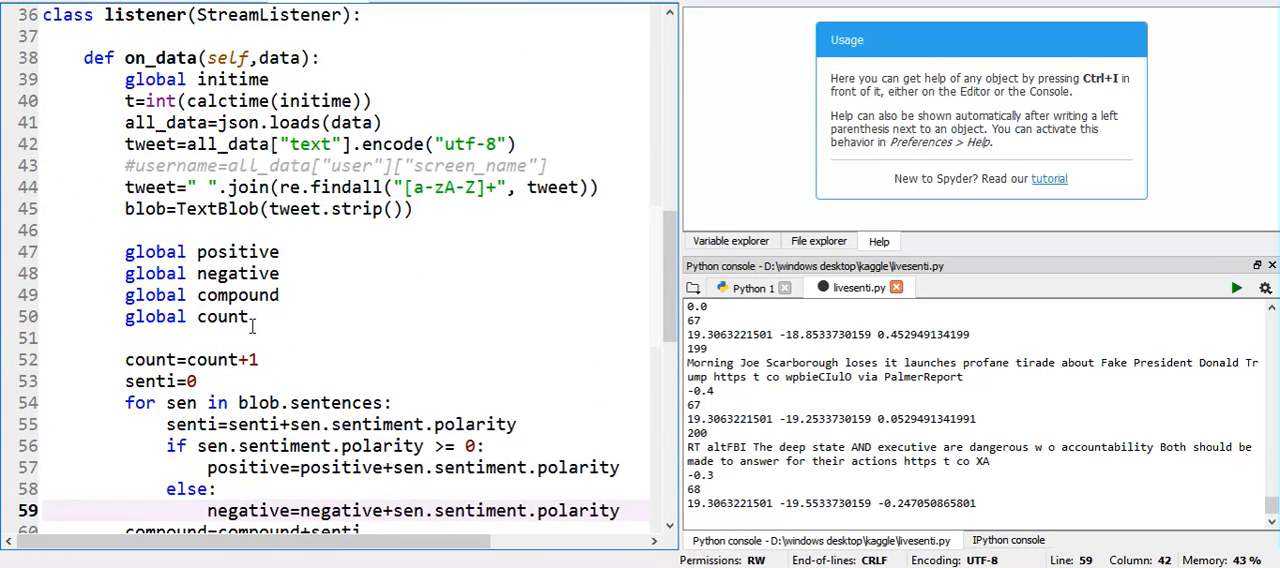 36 class listener(StreamListener):
37
38     def on_data(self,data):
39         global initime
40         t=int(calctime(initime))
41         all_data=json.loads(data)
42         tweet=all_data["text"].encode("utf-8")
43         #username=all_data["user"]["screen_name"]
44         tweet=" ".join(re.findall("[a-zA-Z]+", tweet))
45         blob=TextBlob(tweet.strip())
46
47         global positive
48         global negative
49         global compound
50         global count
51
52         count=count+1
53         senti=0
54         for sen in blob.sentences:
55             senti=senti+sen.sentiment.polarity
56             if sen.sentiment.polarity >= 0:
57                 positive=positive+sen.sentiment.polarity
58             else:
59                 negative=negative+sen.sentiment.polarity
60         compound=compound+senti
Usage
Here you can get help of any object by pressing Ctrl+I in
front of it, either on the Editor or the Console.
Help can also be shown automatically after writing a left
parenthesis next to an object. You can activate this
behavior in Preferences > Help.
New to Spyder? Read our tutorial
Variable explorer File explorer Help
Python console - D:\windows desktop\kaggle\livesenti.py
Python 1 livesenti.py
0.0
67
19.3063221501 -18.8533730159 0.452949134199
199
Morning Joe Scarborough loses it launches profane tirade about Fake President Donald Tr
ump https t co wpbieCIulO via PalmerReport
-0.4
67
19.3063221501 -19.2533730159 0.0529491341991
200
RT altFBI The deep state AND executive are dangerous w o accountability Both should be
made to answer for their actions https t co XA
-0.3
68
19.3063221501 -19.5533730159 -0.247050865801
Python console - D:\windows desktop\kaggle\livesenti.py IPython console
Permissions: RW End-of-lines: CRLF Encoding: UTF-8 Line: 59 Column: 42 Memory: 43 %